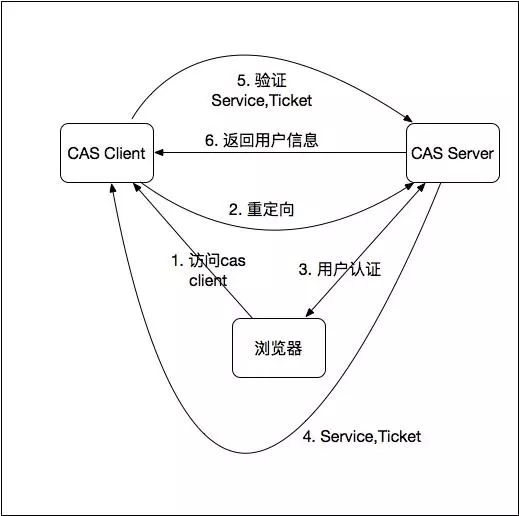 5. 验证
Service,Ticket
CAS Client
6. 返回用户信息
CAS Server
2. 重定向
1. 访问cas
client
3. 用户认证
浏览器
4. Service,Ticket